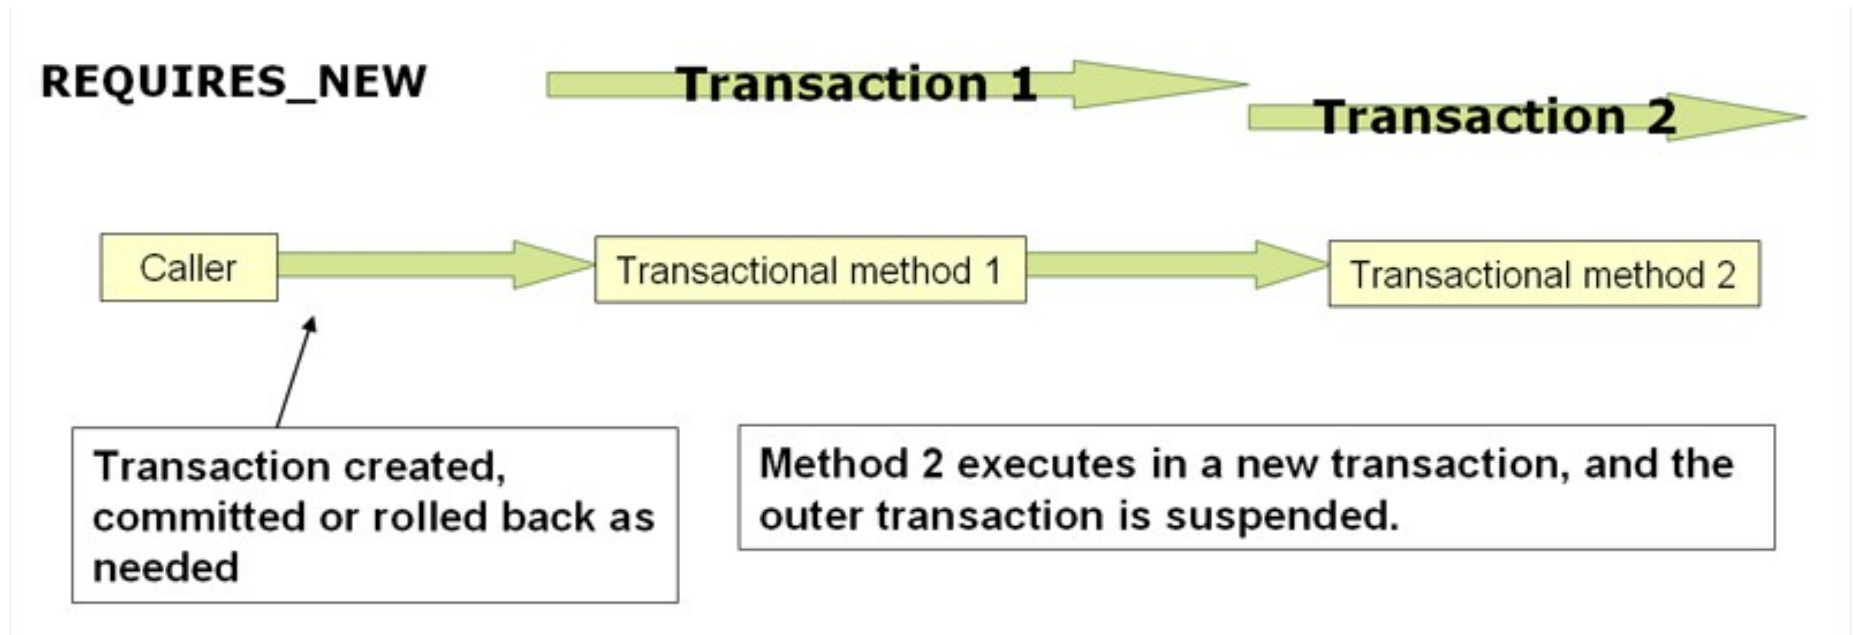 REQUIRES_NEW
Transaction 1
Transaction 2
Caller
Transactional method 1
Transactional method 2
Transaction created,
committed or rolled back as
needed
Method 2 executes in a new transaction, and the
outer transaction is suspended.